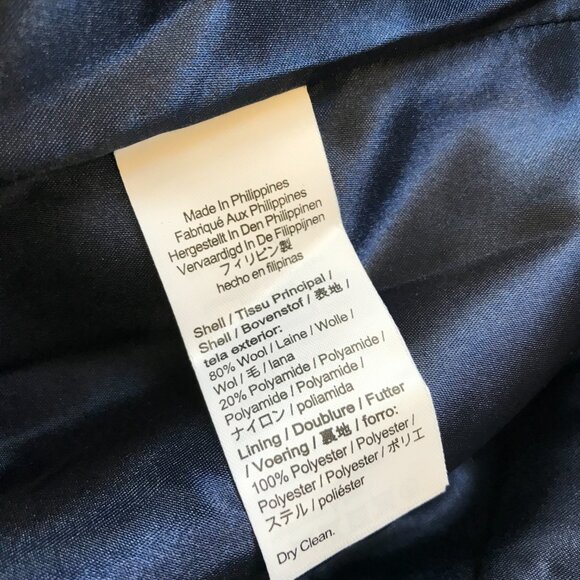 Made In Philippines
Fabriqué Aux Philippines
Hergestellt In Den Philippinen
Vervaardigd In De Filippijnen
フィリピン製
hecho en filipinas
Shell / Tissu Principal /
Shell / Bovenstof / 表地 /
tela exterior:
80% Wool / Laine / Wolle /
Wol / 毛 / lana
20% Polyamide / Polyamide /
Polyamide / Polyamide /
ナイロン / poliamida
Lining / Doublure / Futter
/ Voering / 裏地 / forro:
100% Polyester / Polyester /
Polyester / Polyester / ポリエ
ステル / poliéster
Dry Clean.